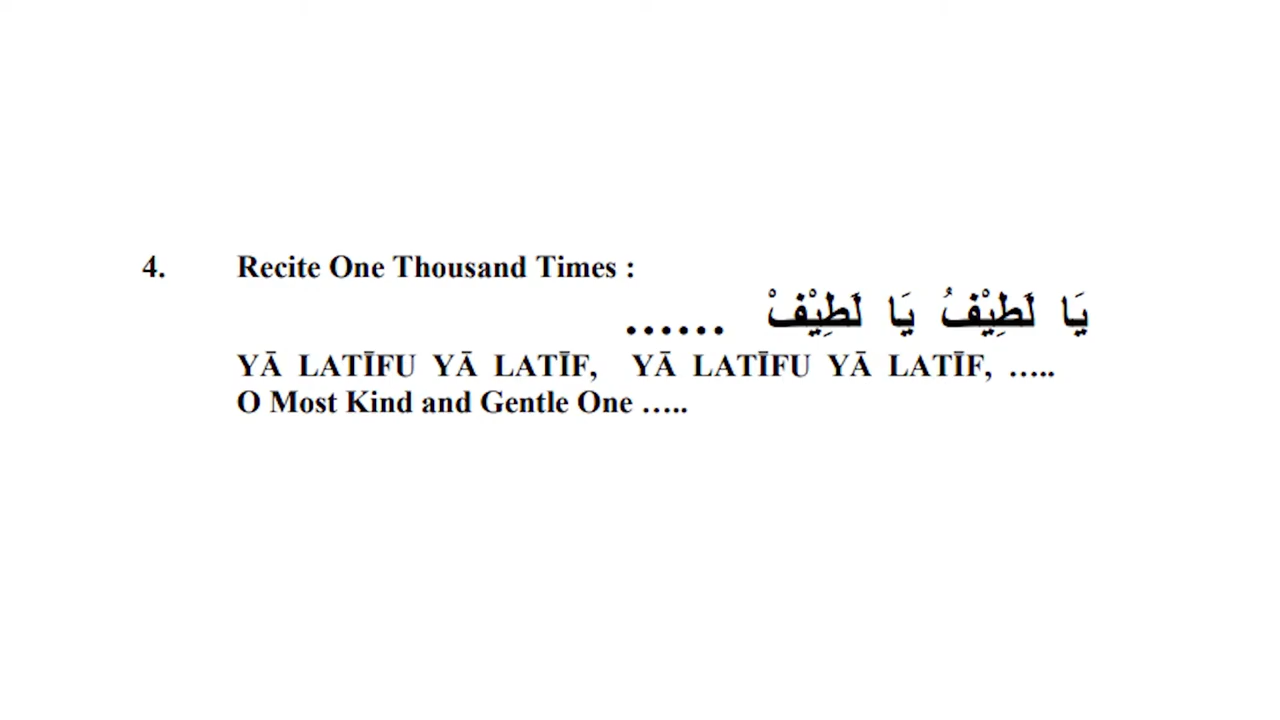 4. Recite One Thousand Times :
يَا لَطِيْفُ يَا لَطِيْفْ ......
YĀ LATĪFU YĀ LATĪF, YĀ LATĪFU YĀ LATĪF, …..
O Most Kind and Gentle One …..